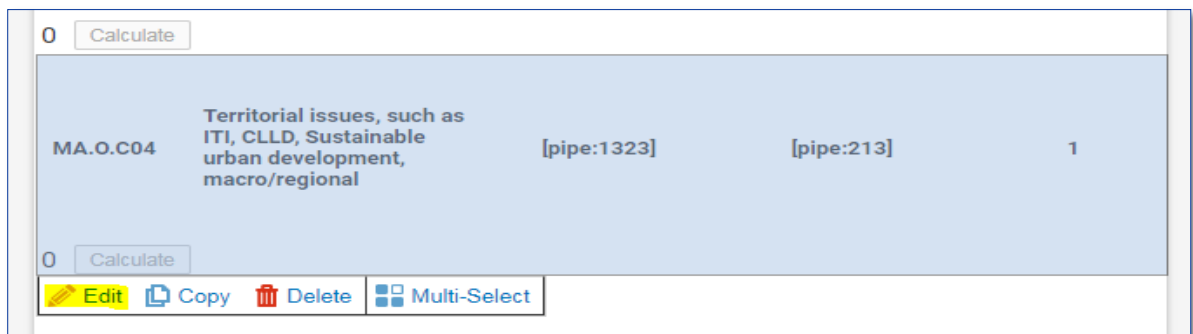 0 Calculate
Territorial issues, such as
ITI, CLLD, Sustainable
MA.O.C04 urban development, [pipe:1323] [pipe:213] 1
macro/regional
0 Calculate
Edit Copy Delete Multi-Select